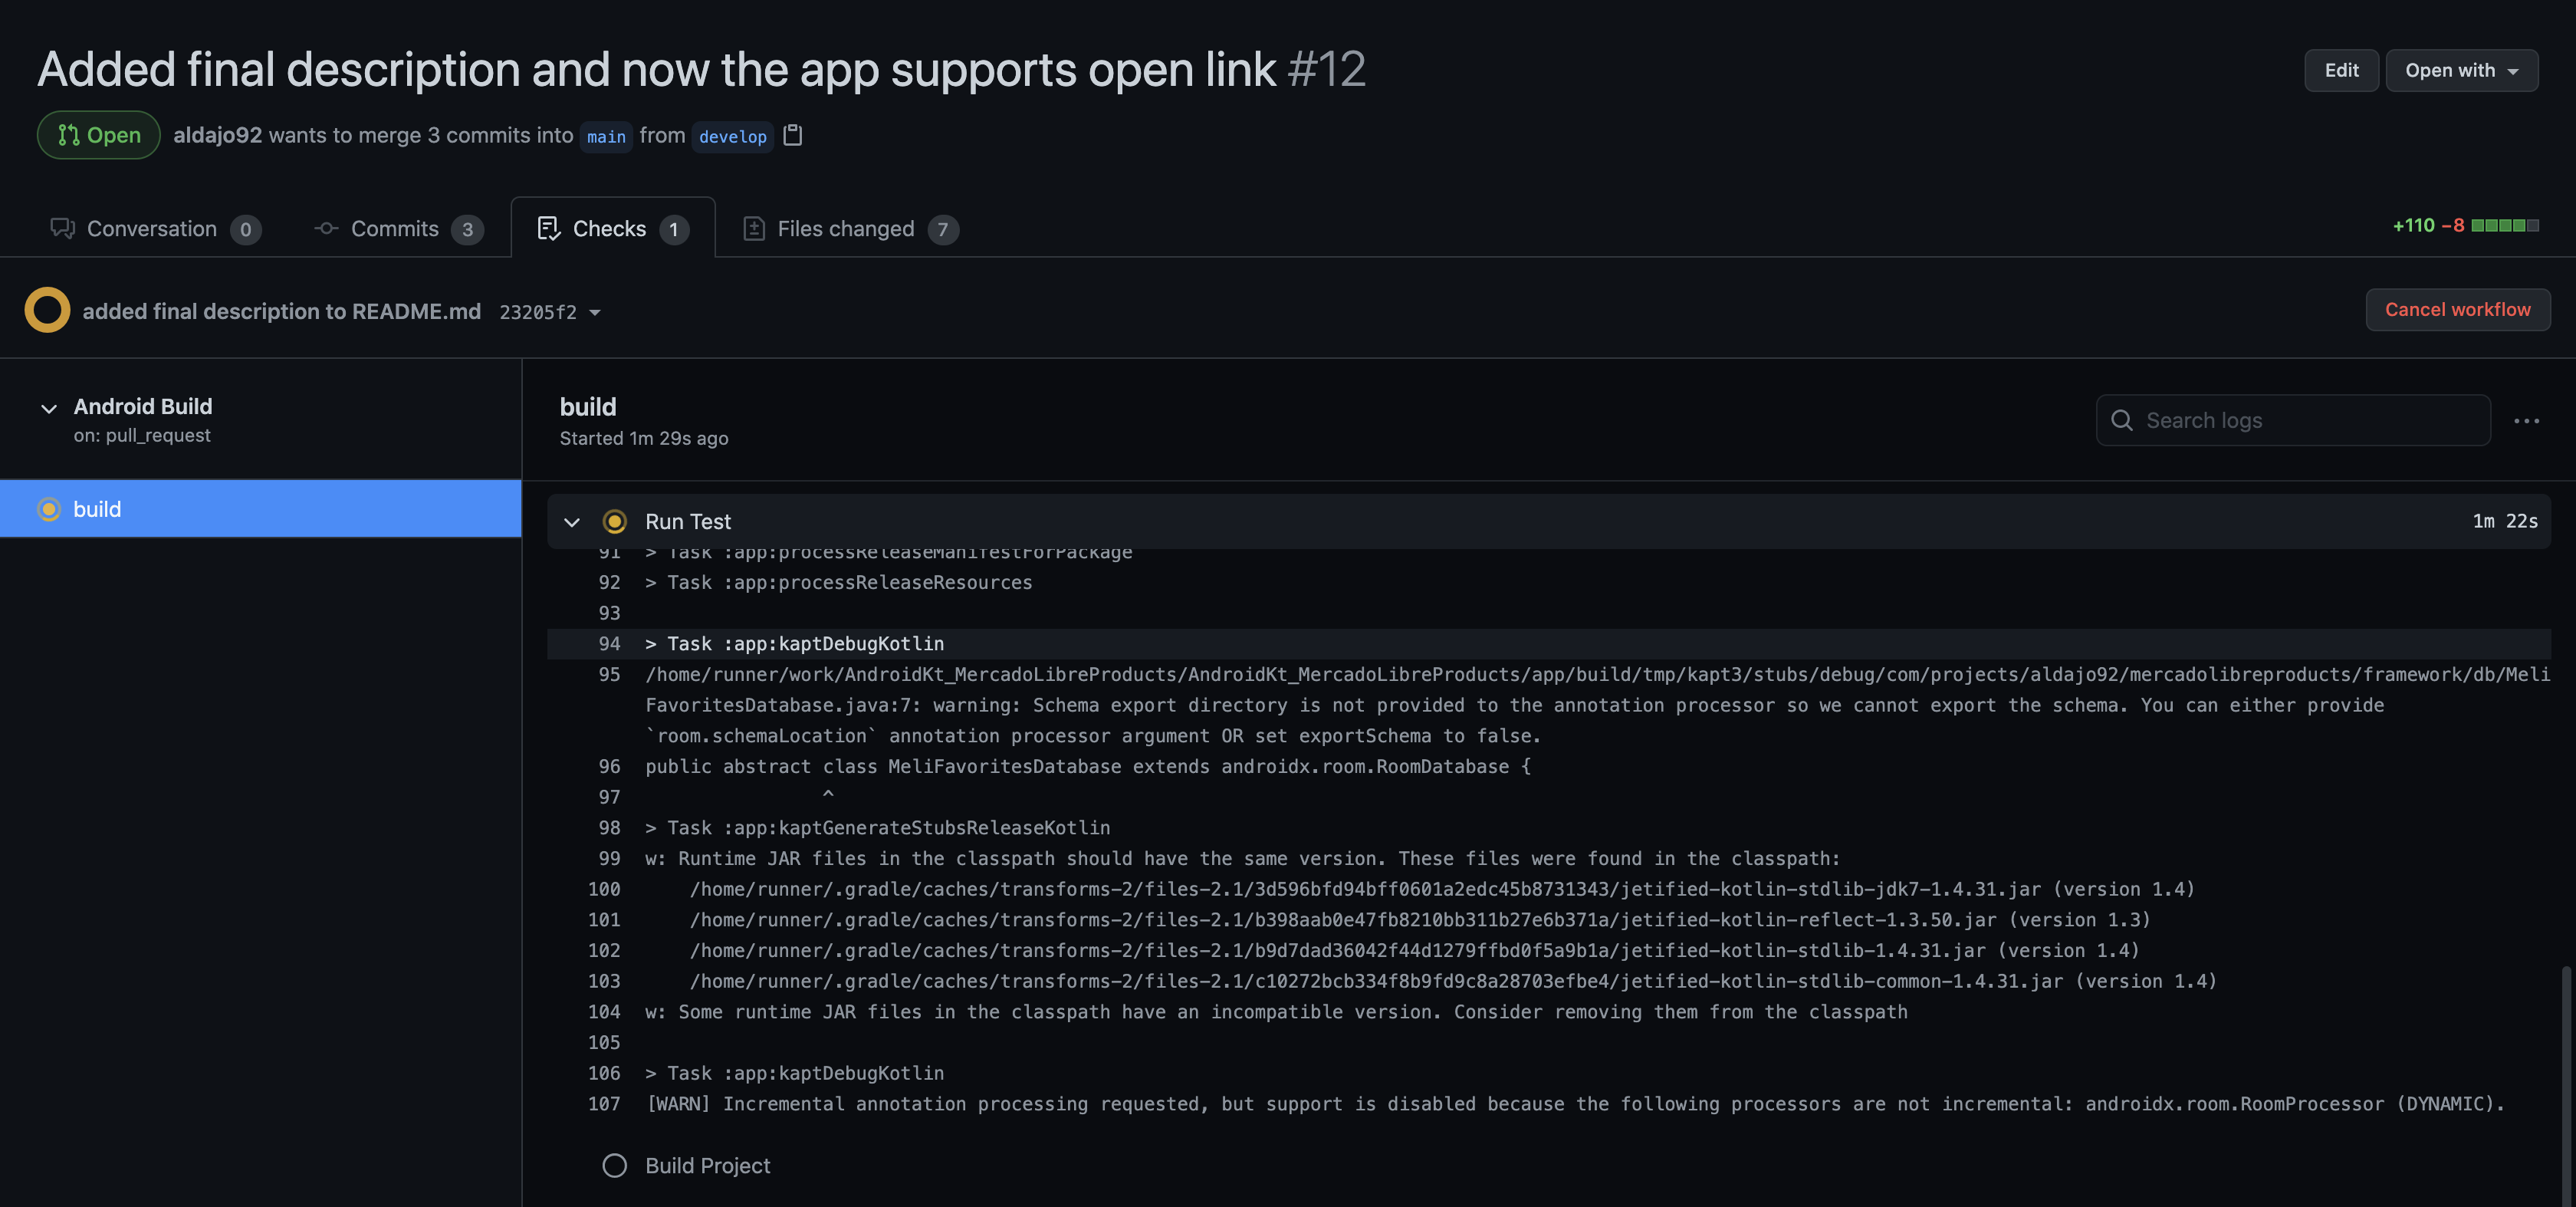 Added final description and now the app supports open link #12
Edit
Open with
Open
aldajo92 wants to merge 3 commits into main from develop
Conversation 0
Commits 3
Checks 1
Files changed 7
+110 −8
added final description to README.md 23205f2
Cancel workflow
Android Build
on: pull_request
build
build
Started 1m 29s ago
Search logs
Run Test
1m 22s
91 > Task :app:processReleaseManifestForPackage
92 > Task :app:processReleaseResources
93
94 > Task :app:kaptDebugKotlin
95 /home/runner/work/AndroidKt_MercadoLibreProducts/AndroidKt_MercadoLibreProducts/app/build/tmp/kapt3/stubs/debug/com/projects/aldajo92/mercadolibreproducts/framework/db/Meli
FavoritesDatabase.java:7: warning: Schema export directory is not provided to the annotation processor so we cannot export the schema. You can either provide
`room.schemaLocation` annotation processor argument OR set exportSchema to false.
96 public abstract class MeliFavoritesDatabase extends androidx.room.RoomDatabase {
97 ^
98 > Task :app:kaptGenerateStubsReleaseKotlin
99 w: Runtime JAR files in the classpath should have the same version. These files were found in the classpath:
100 /home/runner/.gradle/caches/transforms-2/files-2.1/3d596bfd94bff0601a2edc45b8731343/jetified-kotlin-stdlib-jdk7-1.4.31.jar (version 1.4)
101 /home/runner/.gradle/caches/transforms-2/files-2.1/b398aab0e47fb8210bb311b27e6b371a/jetified-kotlin-reflect-1.3.50.jar (version 1.3)
102 /home/runner/.gradle/caches/transforms-2/files-2.1/b9d7dad36042f44d1279ffbd0f5a9b1a/jetified-kotlin-stdlib-1.4.31.jar (version 1.4)
103 /home/runner/.gradle/caches/transforms-2/files-2.1/c10272bcb334f8b9fd9c8a28703efbe4/jetified-kotlin-stdlib-common-1.4.31.jar (version 1.4)
104 w: Some runtime JAR files in the classpath have an incompatible version. Consider removing them from the classpath
105
106 > Task :app:kaptDebugKotlin
107 [WARN] Incremental annotation processing requested, but support is disabled because the following processors are not incremental: androidx.room.RoomProcessor (DYNAMIC).
Build Project